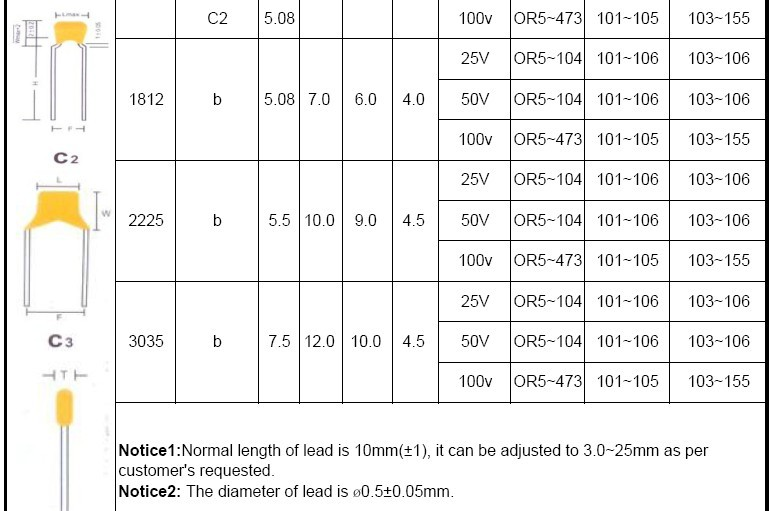 C2 5.08 100v OR5~473 101~105 103~155
25V OR5~104 101~106 103~106
1812 b 5.08 7.0 6.0 4.0 50V OR5~104 101~106 103~106
100v OR5~473 101~105 103~155
25V OR5~104 101~106 103~106
2225 b 5.5 10.0 9.0 4.5 50V OR5~104 101~106 103~106
100v OR5~473 101~105 103~155
25V OR5~104 101~106 103~106
3035 b 7.5 12.0 10.0 4.5 50V OR5~104 101~106 103~106
100v OR5~473 101~105 103~155
Notice1:Normal length of lead is 10mm(±1), it can be adjusted to 3.0~25mm as per
customer's requested.
Notice2: The diameter of lead is ø0.5±0.05mm.
Lmax
H
F
C2
L
W
F
C3
T